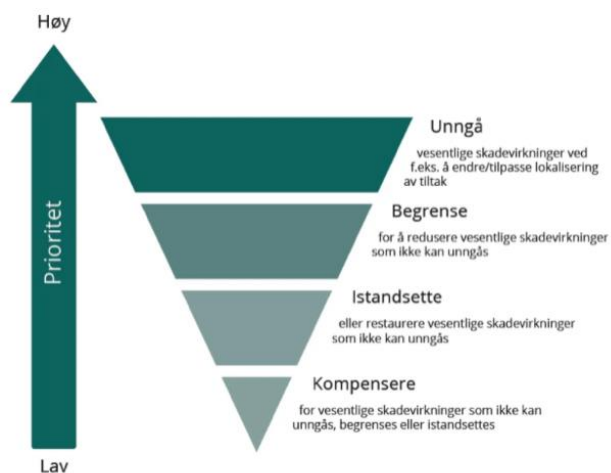 Høy
Prioritet
Lav
Unngå
vesentlige skadevirkninger ved
f.eks. å endre/tilpasse lokalisering
av tiltak
Begrense
for å redusere vesentlige skadevirkninger
som ikke kan unngås
Istandsette
eller restaurere vesentlige skadevirkninger
som ikke kan unngås
Kompensere
for vesentlige skadevirkninger som ikke kan
unngås, begrenses eller istandsettes